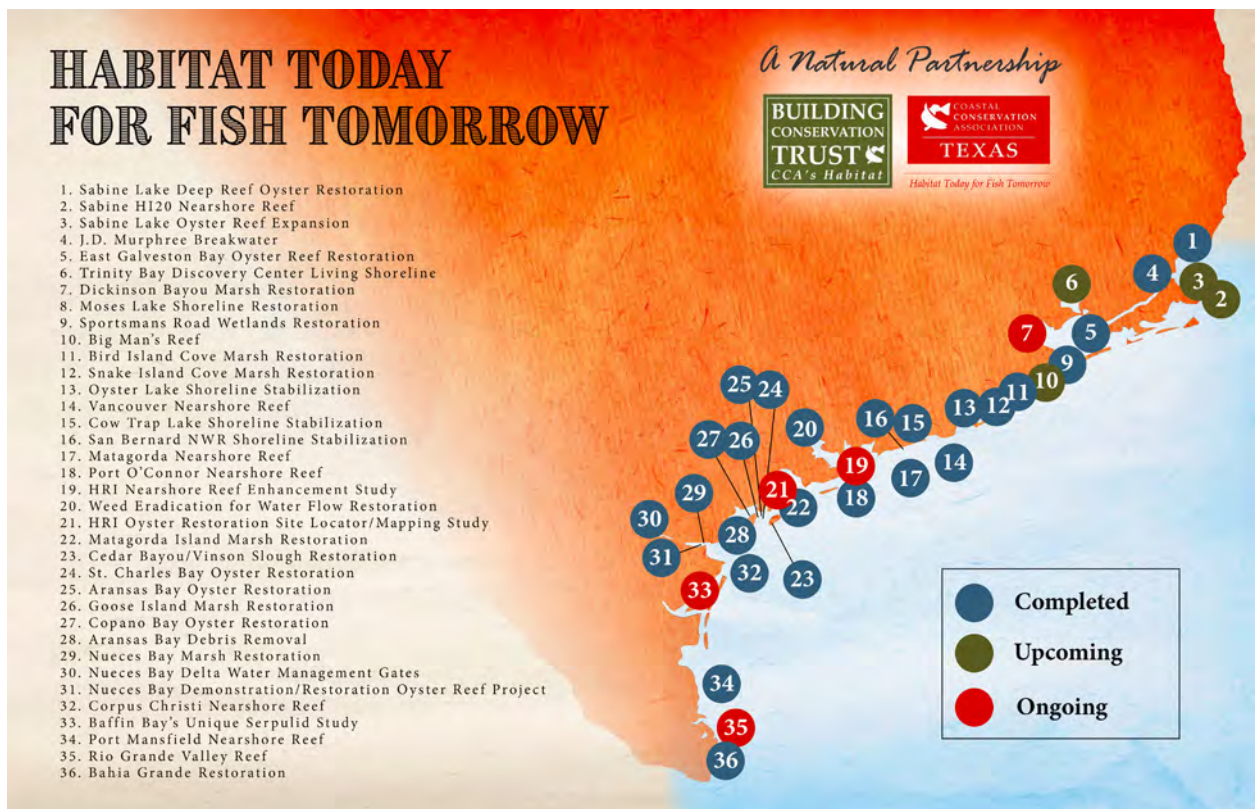 HABITAT TODAY
FOR FISH TOMORROW
A Natural Partnership
BUILDING
CONSERVATION
TRUST
CCA's Habitat
COASTAL
CONSERVATION
ASSOCIATION
TEXAS
Habitat Today for Fish Tomorrow
1. Sabine Lake Deep Reef Oyster Restoration
2. Sabine HI20 Nearshore Reef
3. Sabine Lake Oyster Reef Expansion
4. J.D. Murphree Breakwater
5. East Galveston Bay Oyster Reef Restoration
6. Trinity Bay Discovery Center Living Shoreline
7. Dickinson Bayou Marsh Restoration
8. Moses Lake Shoreline Restoration
9. Sportsmans Road Wetlands Restoration
10. Big Man's Reef
11. Bird Island Cove Marsh Restoration
12. Snake Island Cove Marsh Restoration
13. Oyster Lake Shoreline Stabilization
14. Vancouver Nearshore Reef
15. Cow Trap Lake Shoreline Stabilization
16. San Bernard NWR Shoreline Stabilization
17. Matagorda Nearshore Reef
18. Port O'Connor Nearshore Reef
19. HRI Nearshore Reef Enhancement Study
20. Weed Eradication for Water Flow Restoration
21. HRI Oyster Restoration Site Locator/Mapping Study
22. Matagorda Island Marsh Restoration
23. Cedar Bayou/Vinson Slough Restoration
24. St. Charles Bay Oyster Restoration
25. Aransas Bay Oyster Restoration
26. Goose Island Marsh Restoration
27. Copano Bay Oyster Restoration
28. Aransas Bay Debris Removal
29. Nueces Bay Marsh Restoration
30. Nueces Bay Delta Water Management Gates
31. Nueces Bay Demonstration/Restoration Oyster Reef Project
32. Corpus Christi Nearshore Reef
33. Baffin Bay's Unique Serpulid Study
34. Port Mansfield Nearshore Reef
35. Rio Grande Valley Reef
36. Bahia Grande Restoration
1
4
3
2
6
7
5
9
10
11
12
13
25
24
16
15
20
27
26
14
19
17
21
18
22
29
30
28
31
32
23
33
34
35
36
Completed
Upcoming
Ongoing